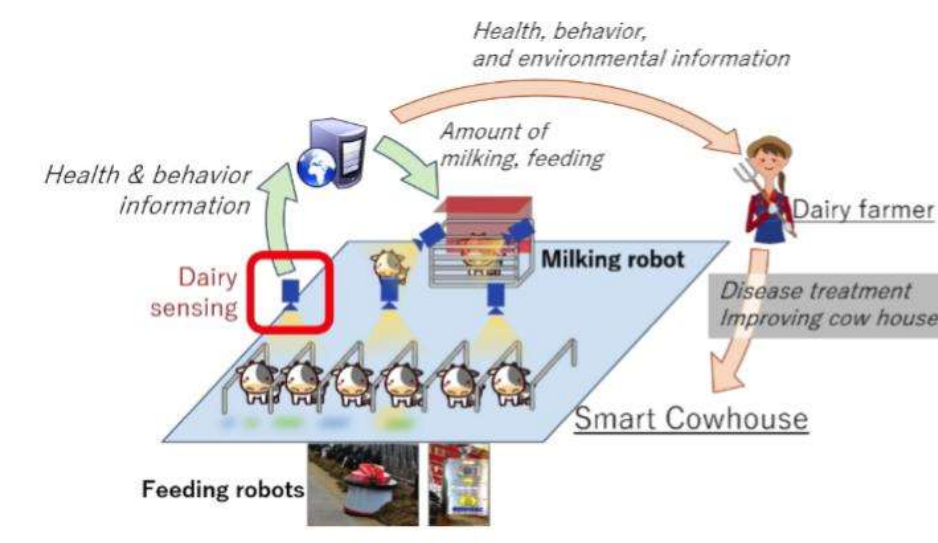 Health, behavior,
and environmental information
Amount of
milking, feeding
Health & behavior
information
Dairy farmer
Milking robot
Dairy
sensing
Disease treatment
Improving cow house
Smart Cowhouse
Feeding robots